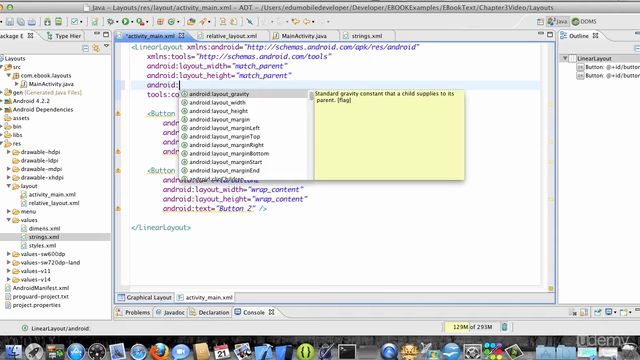 Java - Layouts/res/layout/activity_main.xml - ADT - /Users/edumobiledeveloper/Developer/EBOOKExamples/EBookText/Chapter3Video/Layouts
Java
DDMS
*activity_main.xml
relative_layout.xml
strings.xml
Outline
Layouts
src
com.ebook.layouts
MainActivity.java
gen [Generated Java Files]
Android 4.2.2
Android Dependencies
assets
bin
libs
res
drawable-hdpi
drawable-ldpi
drawable-mdpi
drawable-xhdpi
layout
activity_main.xml
relative_layout.xml
menu
values
dimens.xml
strings.xml
styles.xml
values-sw600dp
values-sw720dp-land
values-v11
values-v14
AndroidManifest.xml
proguard-project.txt
project.properties
<LinearLayout xmlns:android="http://schemas.android.com/apk/res/android"
xmlns:tools="http://schemas.android.com/tools"
android:layout_width="match_parent"
android:layout_height="match_parent"
android:
tools:co
<Button
android:layout_gravity
android:layout_width
android:layout_height
android:layout_margin
android:layout_marginLeft
android:layout_marginTop
android:layout_marginRight
android:layout_marginBottom
android:layout_marginStart
android:layout_marginEnd
Standard gravity constant that a child supplies to its
parent. [flag]
<Button
android:layout_width="wrap_content"
android:layout_height="wrap_content"
android:text="Button 2" />
</LinearLayout>
LinearLayout
Button: @+id/button
Button: @+id/button
Graphical Layout
activity_main.xml
Problems
Javadoc
Declaration
Console
LinearLayout/android:
129M of 293M
udemy